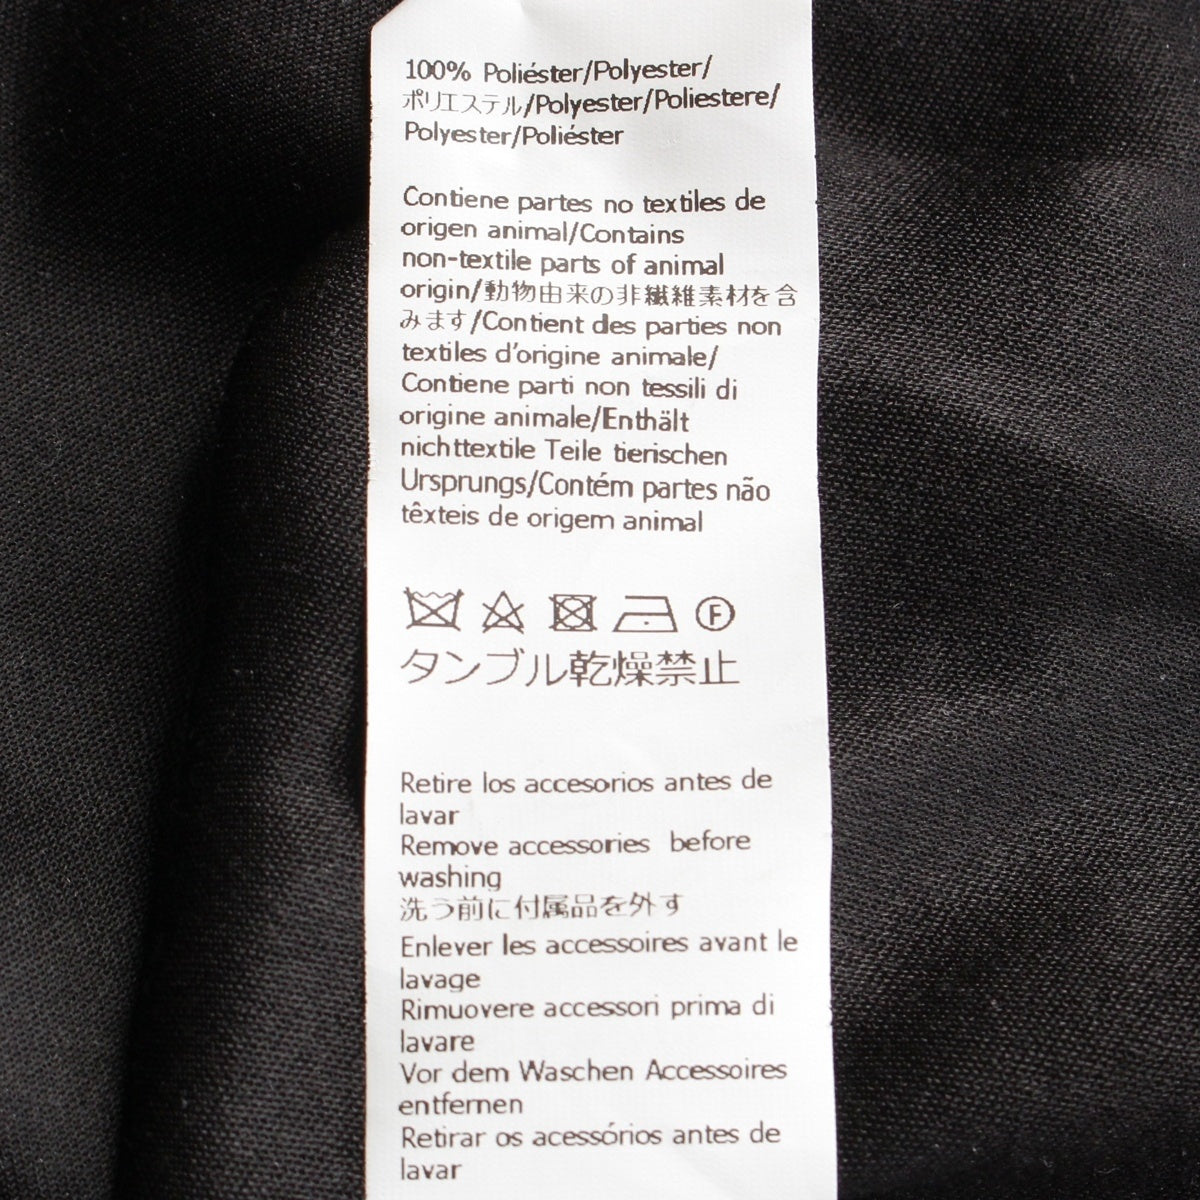 100% Poliéster/Polyester/
ポリエステル/Polyester/Poliestere/
Polyester/Poliéster
Contiene partes no textiles de
origen animal/Contains
non-textile parts of animal
origin/動物由来の非繊維素材を含
みます/Contient des parties non
textiles d'origine animale/
Contiene parti non tessili di
origine animale/Enthält
nichttextile Teile tierischen
Ursprungs/Contém partes não
têxteis de origem animal
F
タンブル乾燥禁止
Retire los accesorios antes de
lavar
Remove accessories before
washing
洗う前に付属品を外す
Enlever les accessoires avant le
lavage
Rimuovere accessori prima di
lavare
Vor dem Waschen Accessoires
entfernen
Retirar os acessórios antes de
lavar